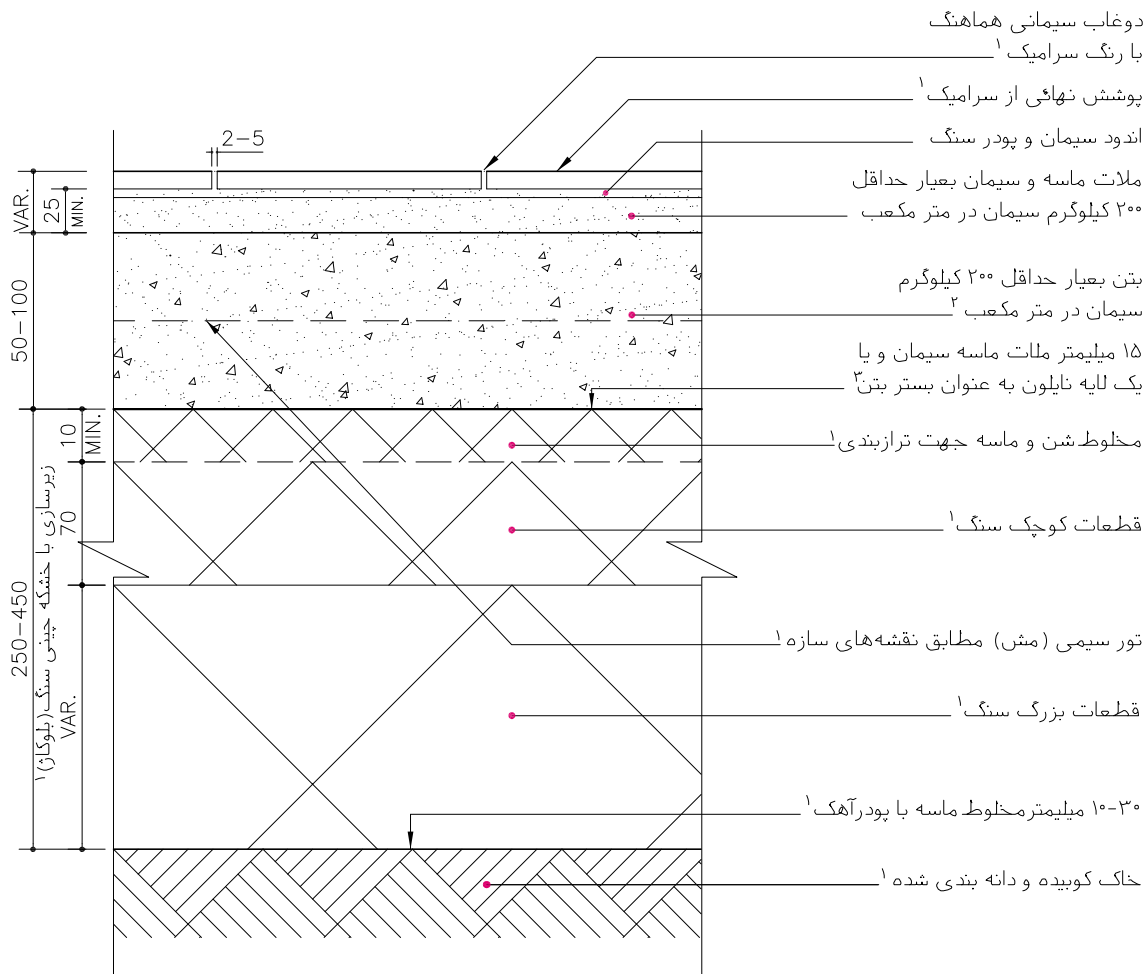 دوغاب سیمانی هماهنگ
با رنگ سرامیک ۱
پوشش نهائی از سرامیک ۱
اندود سیمان و پودر سنگ
ملات ماسه و سیمان بعیار حداقل
۲۰۰ کیلوگرم سیمان در متر مکعب
بتن بعیار حداقل ۲۰۰ کیلوگرم
سیمان در متر مکعب ۲
۱۵ میلیمتر ملات ماسه سیمان و یا
یک لایه نایلون به عنوان بستر بتن ۳
مخلوط شن و ماسه جهت ترازبندی ۱
قطعات کوچک سنگ ۱
تور سیمی (مش) مطابق نقشه‌های سازه ۱
قطعات بزرگ سنگ ۱
۱۰-۳۰ میلیمتر مخلوط ماسه با پودرآهک ۱
خاک کوبیده و دانه بندی شده ۱
2-5
VAR.
25
MIN.
50-100
10
MIN.
70
250-450
زیرسازی با خشکه چینی سنگ (بلوکاژ) ۱
VAR.